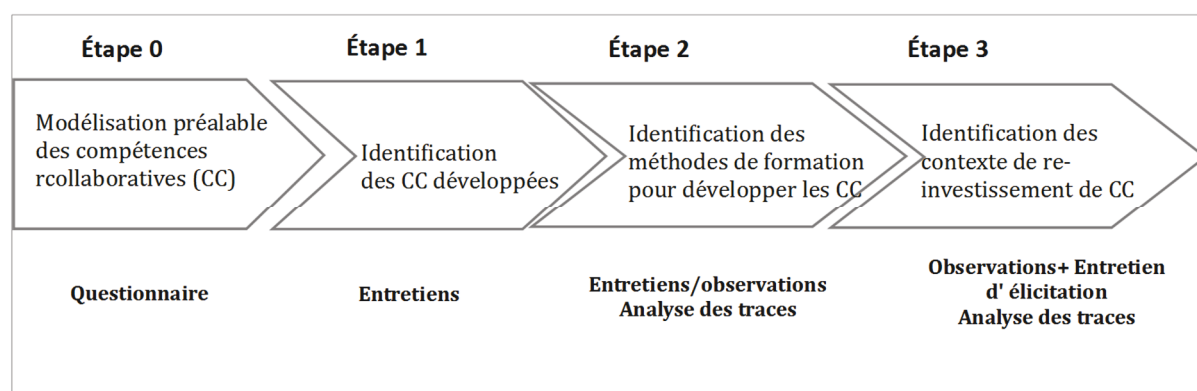 Étape 0
Étape 1
Étape 2
Étape 3
Modélisation préalable
des compétences
rcollaboratives (CC)
Identification
des CC développées
Identification des
méthodes de formation
pour développer les CC
Identification des
contexte de re-
investissement de CC
Questionnaire
Entretiens
Entretiens/observations
Analyse des traces
Observations+ Entretien
d' élicitation
Analyse des traces